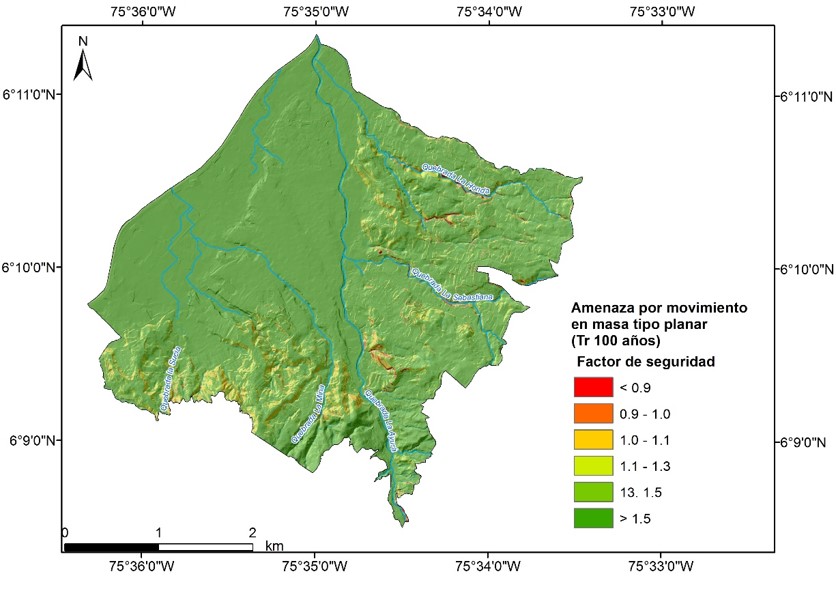 75°36'0"W 75°35'0"W 75°34'0"W 75°33'0"W
N
6°11'0"N 6°11'0"N
Quebrada La Honda
6°10'0"N 6°10'0"N
Quebrada La Sebastiana
Amenaza por movimiento
en masa tipo planar
(Tr 100 años)
Factor de seguridad
< 0.9
0.9 - 1.0
1.0 - 1.1
1.1 - 1.3
13. 1.5
> 1.5
Quebrada La
Quebrada La
Quebrada La Ayurá
6°9'0"N 6°9'0"N
0 1 2
km
75°36'0"W 75°35'0"W 75°34'0"W 75°33'0"W